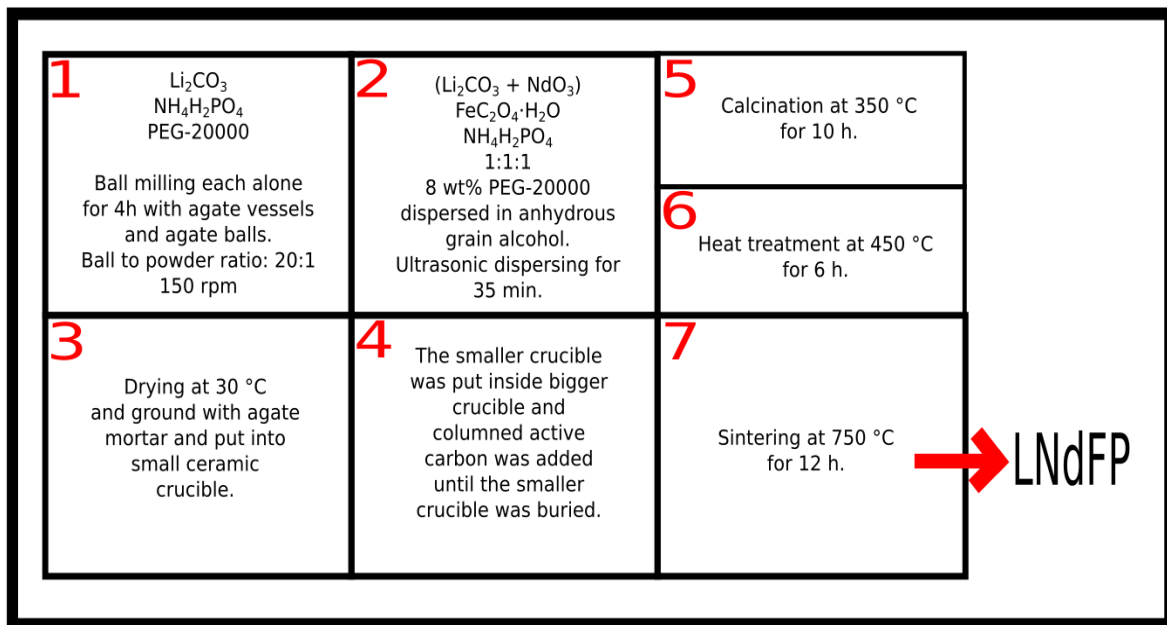 1
Li₂CO₃
NH₄H₂PO₄
PEG-20000
Ball milling each alone
for 4h with agate vessels
and agate balls.
Ball to powder ratio: 20:1
150 rpm
2
(Li₂CO₃ + NdO₃)
FeC₂O₄·H₂O
NH₄H₂PO₄
1:1:1
8 wt% PEG-20000
dispersed in anhydrous
grain alcohol.
Ultrasonic dispersing for
35 min.
3
Drying at 30 °C
and ground with agate
mortar and put into
small ceramic
crucible.
4
The smaller crucible
was put inside bigger
crucible and
columned active
carbon was added
until the smaller
crucible was buried.
5
Calcination at 350 °C
for 10 h.
6
Heat treatment at 450 °C
for 6 h.
7
Sintering at 750 °C
for 12 h.
LNdFP